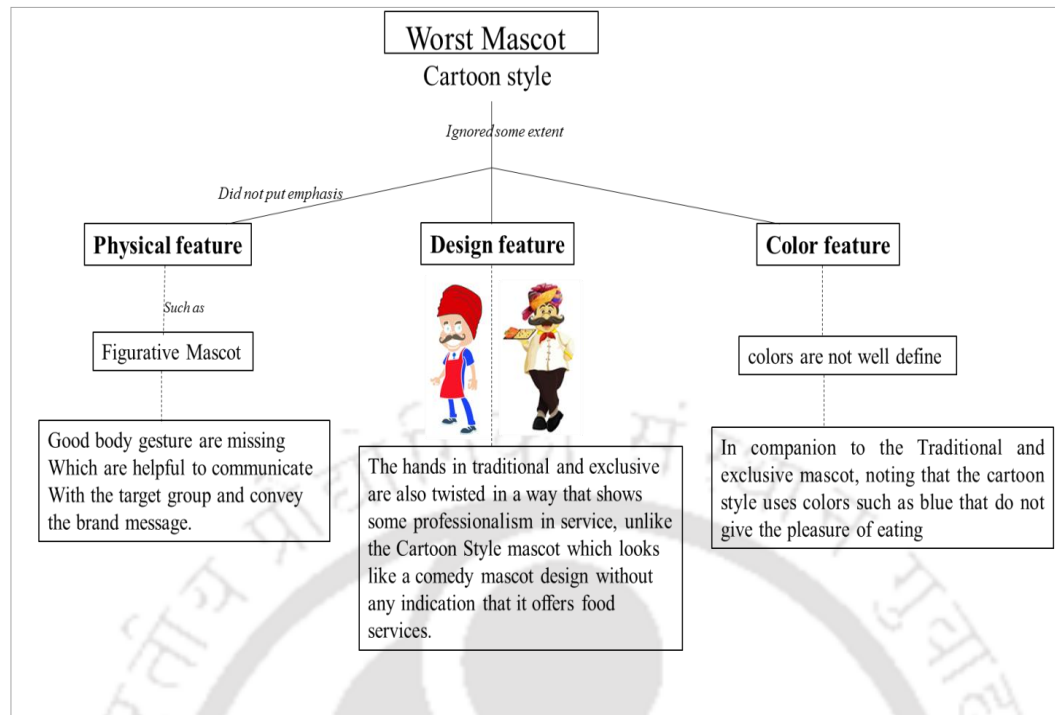 Worst Mascot
Cartoon style
Ignored some extent
Did not put emphasis
Physical feature
Design feature
Color feature
Such as
Figurative Mascot
colors are not well define
Good body gesture are missing
Which are helpful to communicate
With the target group and convey
the brand message.
The hands in traditional and exclusive
are also twisted in a way that shows
some professionalism in service, unlike
the Cartoon Style mascot which looks
like a comedy mascot design without
any indication that it offers food
services.
In companion to the Traditional and
exclusive mascot, noting that the cartoon
style uses colors such as blue that do not
give the pleasure of eating
प्रौद्योगिकी